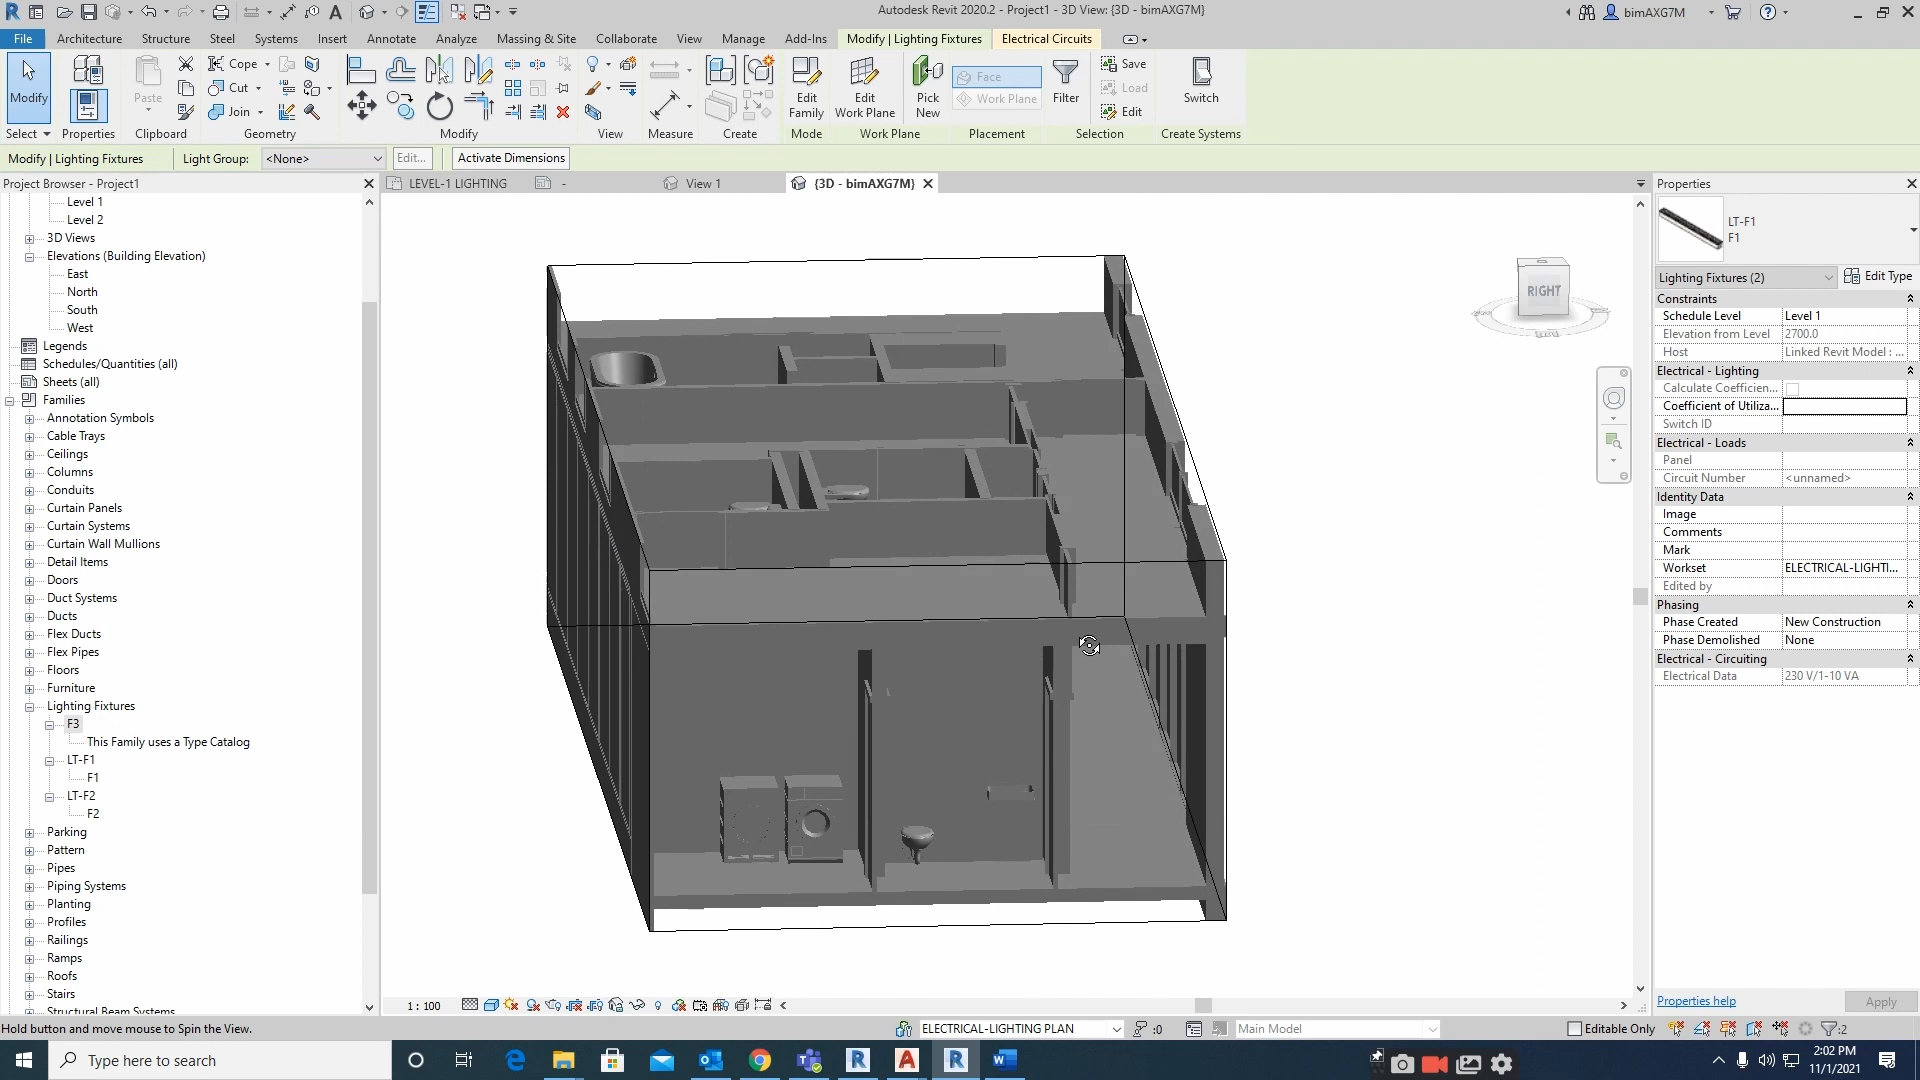 Autodesk Revit 2020.2 - Project1 - 3D View: {3D - bimAXG7M}
bimAXG7M
File Architecture Structure Steel Systems Insert Annotate Analyze Massing & Site Collaborate View Manage Add-Ins Modify | Lighting Fixtures Electrical Circuits
Modify
Paste
Cope
Cut
Join
Edit Family
Edit Work Plane
Pick New
Face
Work Plane
Filter
Save
Load
Edit
Switch
Select Properties Clipboard Geometry Modify View Measure Create Mode Work Plane Placement Selection Create Systems
Modify | Lighting Fixtures Light Group: <None> Edit... Activate Dimensions
Project Browser - Project1
LEVEL-1 LIGHTING - View 1 {3D - bimAXG7M}
Level 1
Level 2
3D Views
Elevations (Building Elevation)
East
North
South
West
Legends
Schedules/Quantities (all)
Sheets (all)
Families
Annotation Symbols
Cable Trays
Ceilings
Columns
Conduits
Curtain Panels
Curtain Systems
Curtain Wall Mullions
Detail Items
Doors
Duct Systems
Ducts
Flex Ducts
Flex Pipes
Floors
Furniture
Lighting Fixtures
F3
This Family uses a Type Catalog
LT-F1
F1
LT-F2
F2
Parking
Pattern
Pipes
Piping Systems
Planting
Profiles
Railings
Ramps
Roofs
Stairs
Structural Beam Systems
RIGHT
Properties
LT-F1
F1
Lighting Fixtures (2) Edit Type
Constraints
Schedule Level Level 1
Elevation from Level 2700.0
Host Linked Revit Model : ...
Electrical - Lighting
Calculate Coefficien...
Coefficient of Utiliza...
Switch ID
Electrical - Loads
Panel
Circuit Number <unnamed>
Identity Data
Image
Comments
Mark
Workset ELECTRICAL-LIGHTI...
Edited by
Phasing
Phase Created New Construction
Phase Demolished None
Electrical - Circuiting
Electrical Data 230 V/1-10 VA
Properties help Apply
1 : 100
Hold button and move mouse to Spin the View.
ELECTRICAL-LIGHTING PLAN :0 Main Model Editable Only :2
Type here to search
2:02 PM
11/1/2021